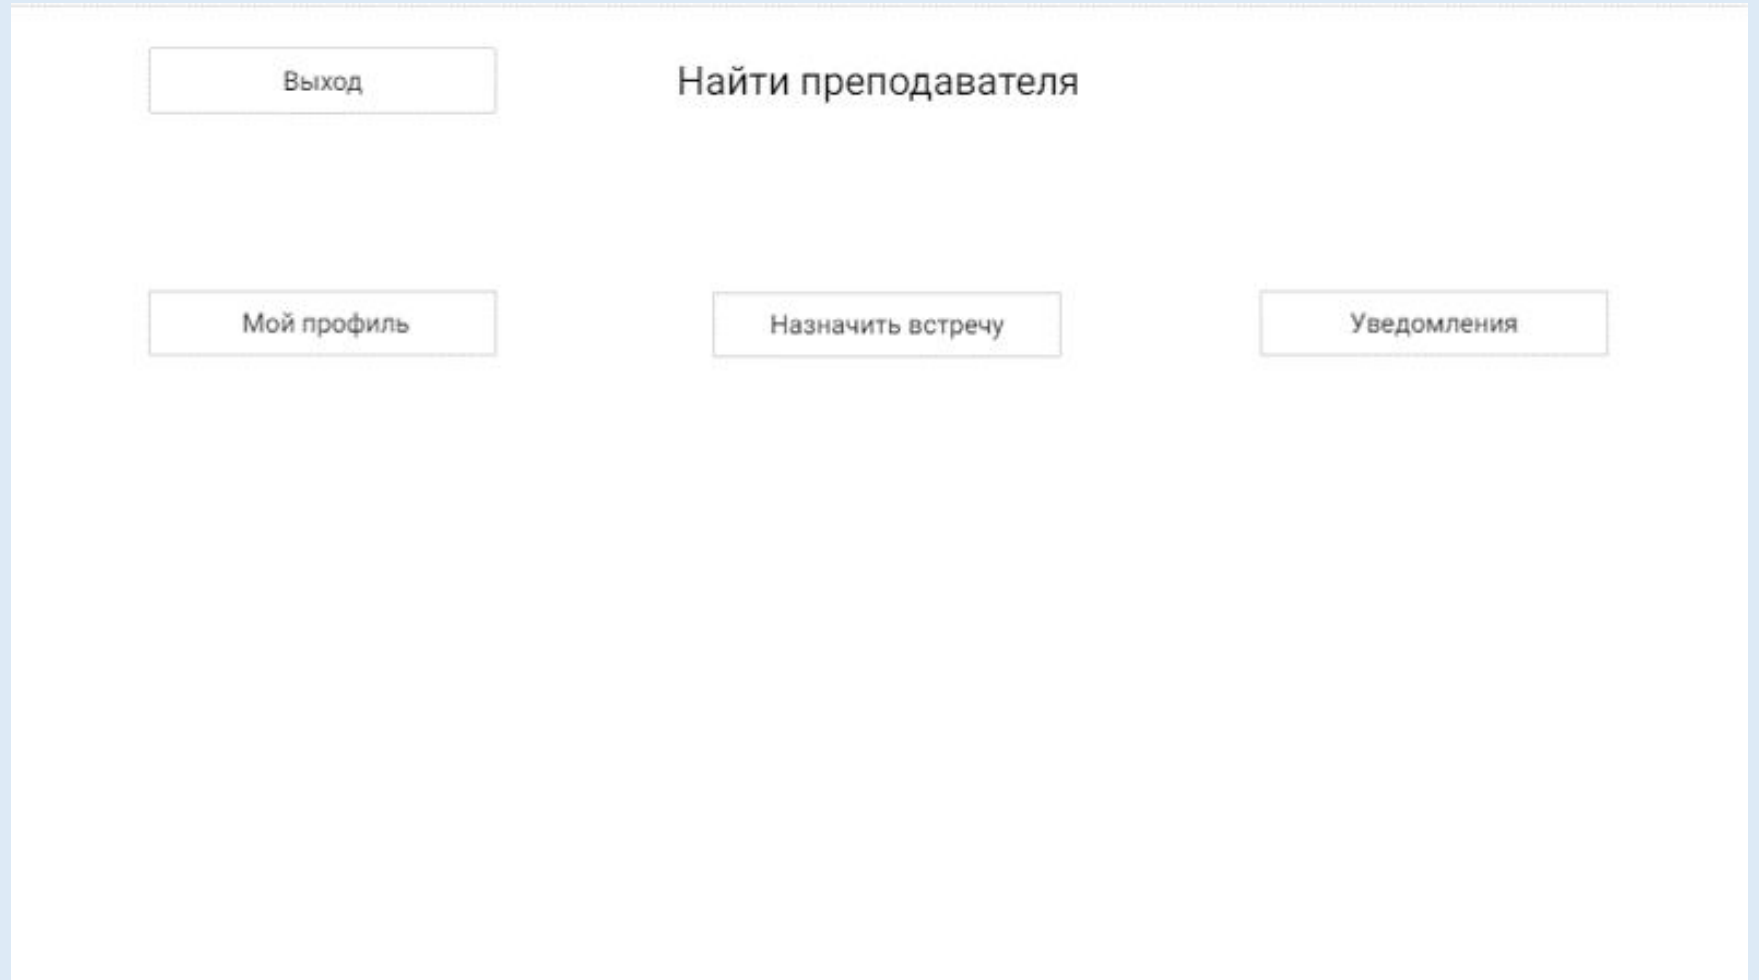 Выход
Найти преподавателя
Мой профиль
Назначить встречу
Уведомления